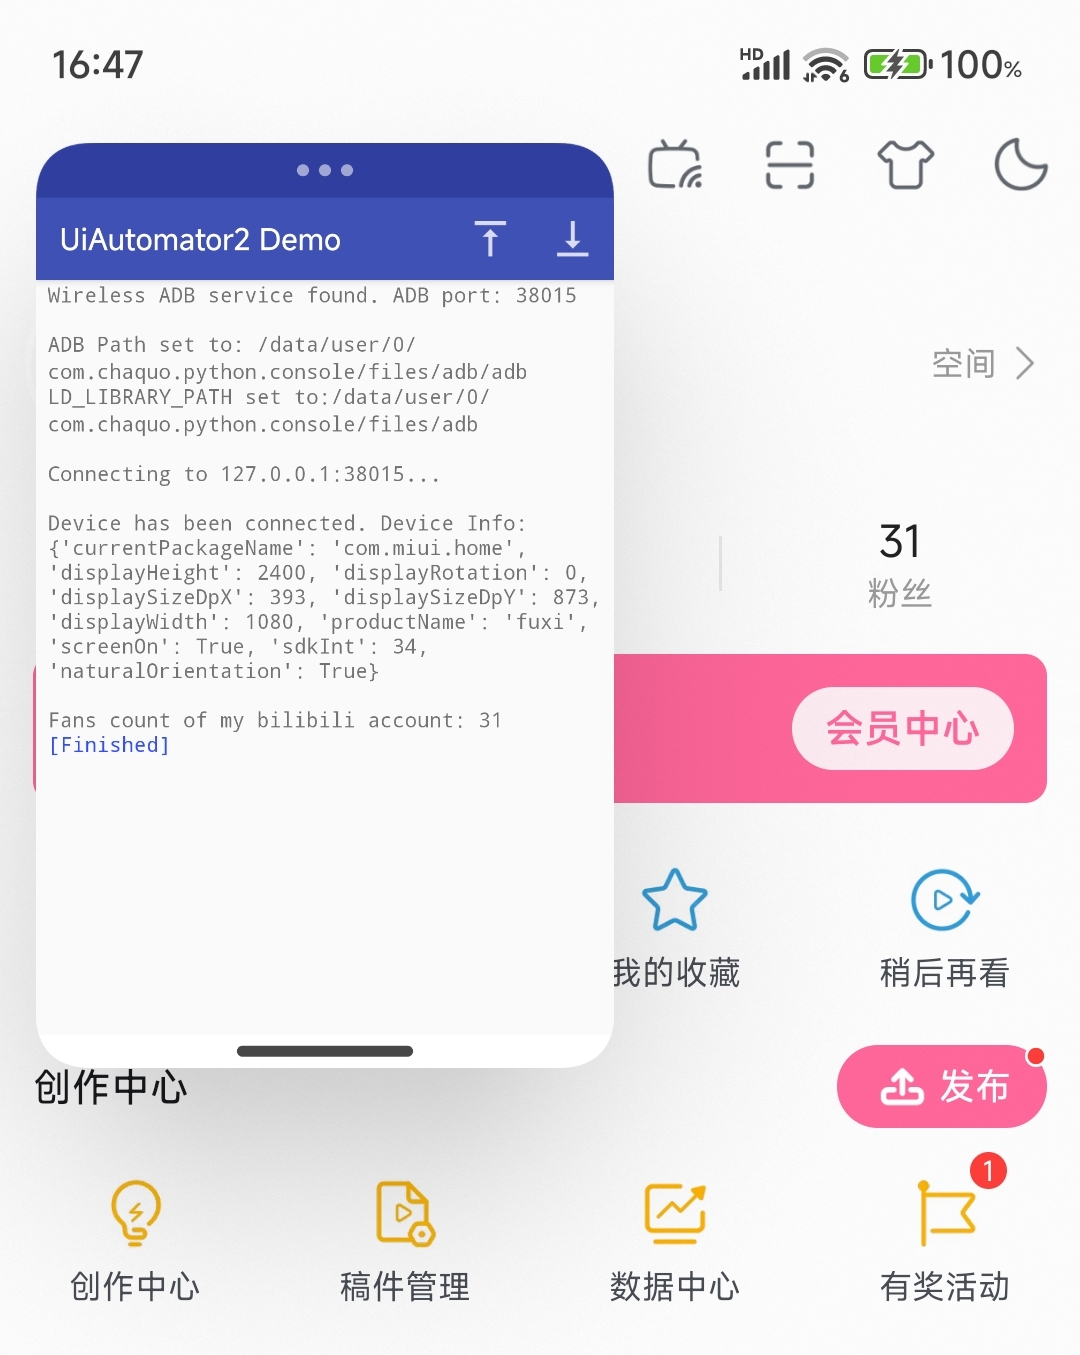 16:47
HD
6
100%
UiAutomator2 Demo
Wireless ADB service found. ADB port: 38015
ADB Path set to: /data/user/0/
com.chaquo.python.console/files/adb/adb
LD_LIBRARY_PATH set to:/data/user/0/
com.chaquo.python.console/files/adb
Connecting to 127.0.0.1:38015...
Device has been connected. Device Info:
{'currentPackageName': 'com.miui.home',
'displayHeight': 2400, 'displayRotation': 0,
'displaySizeDpX': 393, 'displaySizeDpY': 873,
'displayWidth': 1080, 'productName': 'fuxi',
'screenOn': True, 'sdkInt': 34,
'naturalOrientation': True}
Fans count of my bilibili account: 31
[Finished]
空间
31
粉丝
会员中心
我的收藏
稍后再看
创作中心
发布
1
创作中心
稿件管理
数据中心
有奖活动